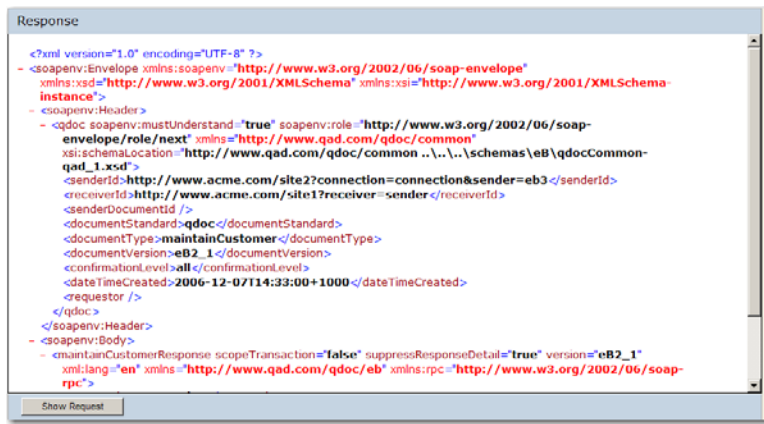 Response
<?xml version="1.0" encoding="UTF-8" ?>
- <soapenv:Envelope xmlns:soapenv="http://www.w3.org/2002/06/soap-envelope"
xmlns:xsd="http://www.w3.org/2001/XMLSchema" xmlns:xsi="http://www.w3.org/2001/XMLSchema-
instance">
- <soapenv:Header>
- <qdoc soapenv:mustUnderstand="true" soapenv:role="http://www.w3.org/2002/06/soap-
envelope/role/next" xmlns="http://www.qad.com/qdoc/common"
xsi:schemaLocation="http://www.qad.com/qdoc/common ..\..\..\schemas\eB\qdocCommon-
qad_1.xsd">
<senderId>http://www.acme.com/site2?connection=connection&sender=eb3</senderId>
<receiverId>http://www.acme.com/site1?receiver=sender</receiverId>
<senderDocumentId />
<documentStandard>qdoc</documentStandard>
<documentType>maintainCustomer</documentType>
<documentVersion>eB2_1</documentVersion>
<confirmationLevel>all</confirmationLevel>
<dateTimeCreated>2006-12-07T14:33:00+1000</dateTimeCreated>
<requestor />
</qdoc>
</soapenv:Header>
- <soapenv:Body>
- <maintainCustomerResponse scopeTransaction="false" suppressResponseDetail="true" version="eB2_1"
xml:lang="en" xmlns="http://www.qad.com/qdoc/eb" xmlns:rpc="http://www.w3.org/2002/06/soap-
rpc">
Show Request